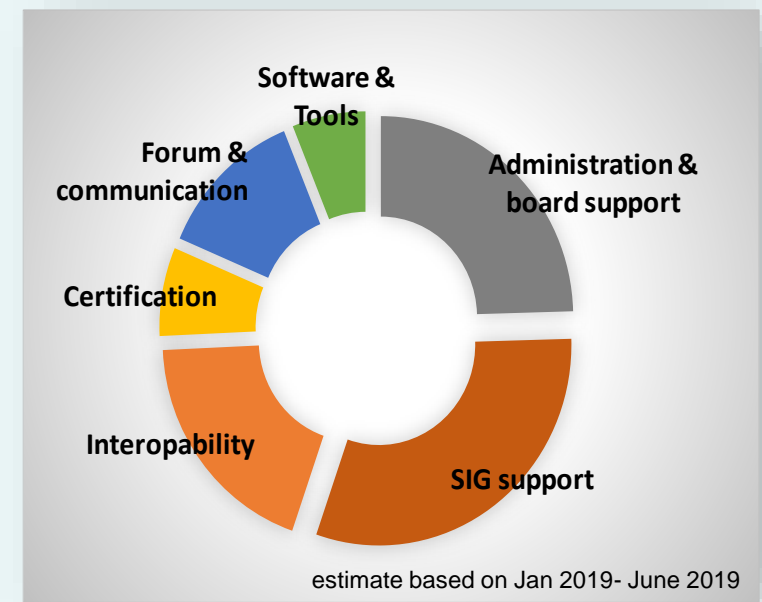 Software &
Tools
Administration &
board support
Forum &
communication
Certification
Interopability
SIG support
estimate based on Jan 2019- June 2019